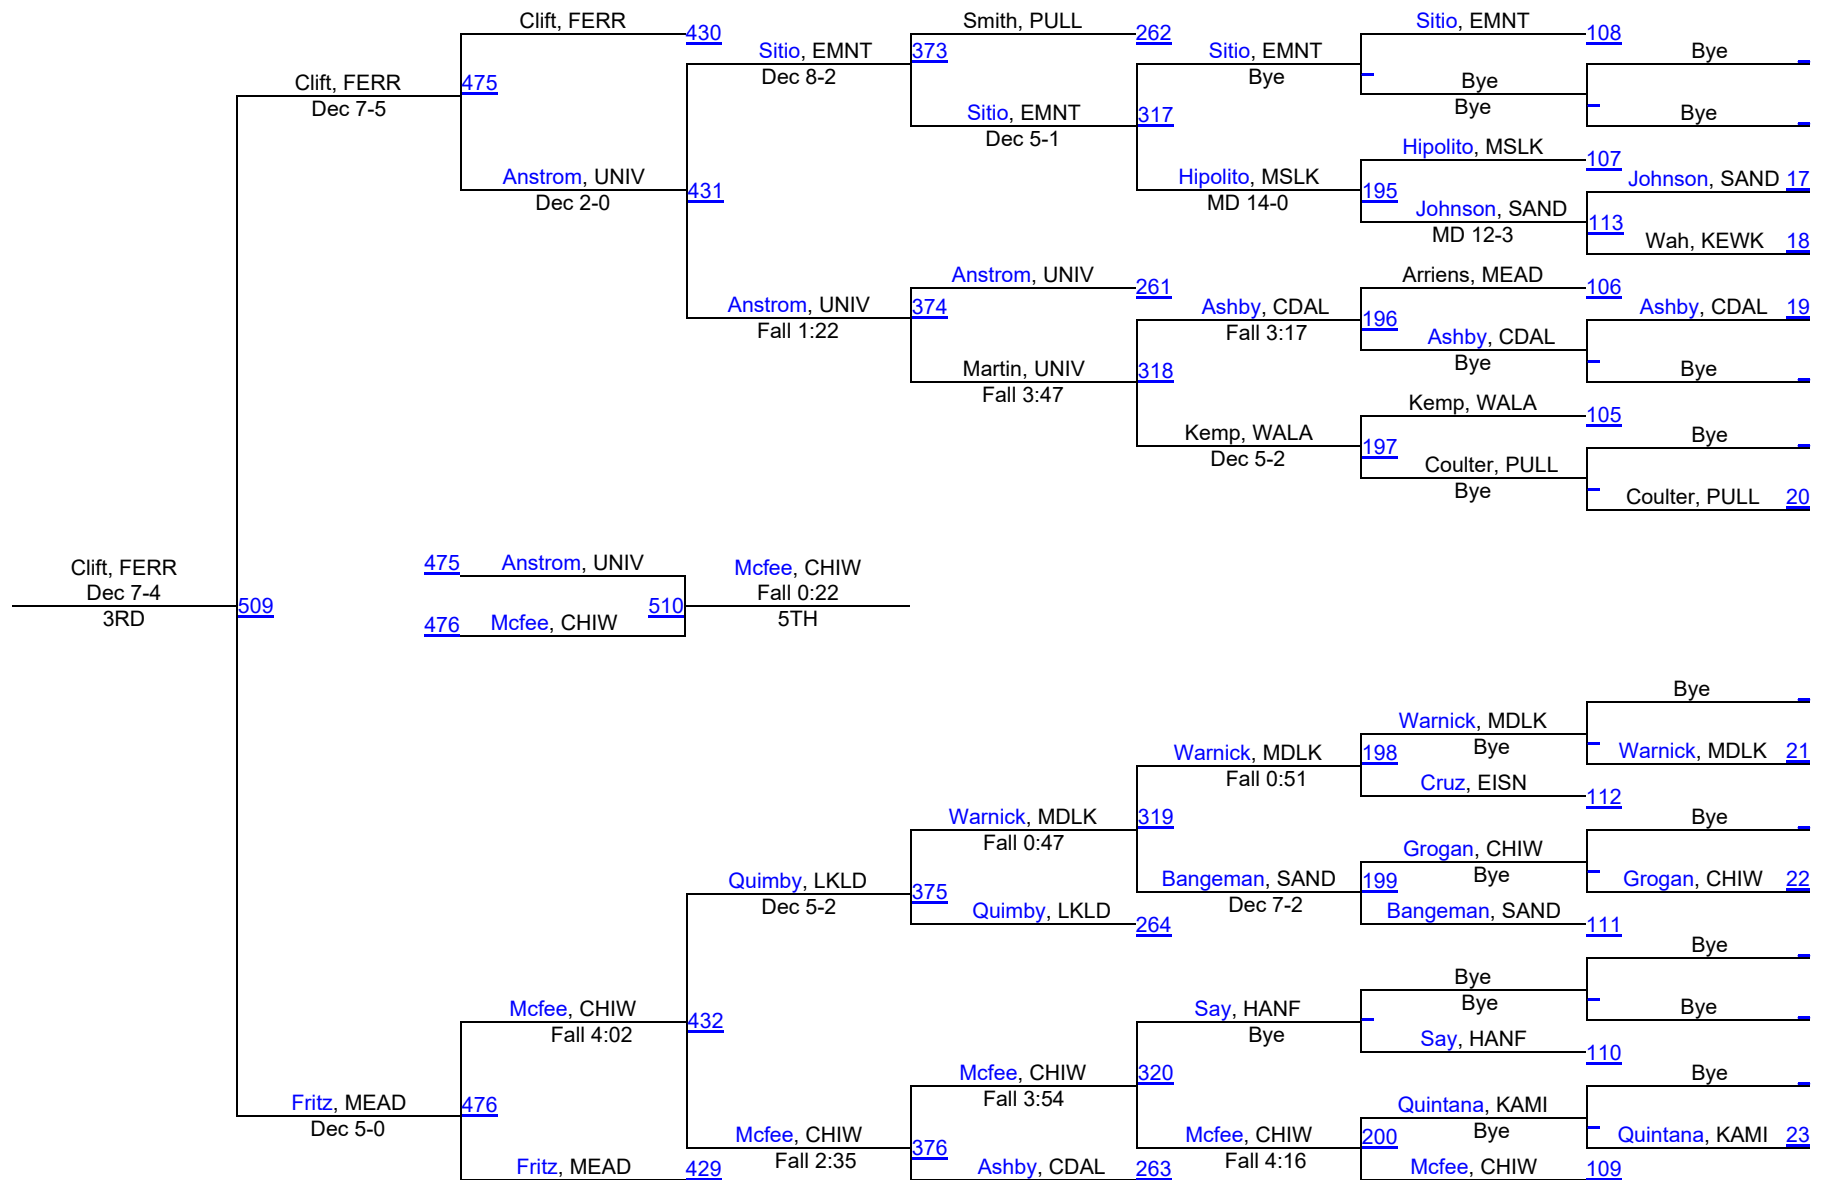 Clift, FERR
430
Smith, PULL
262
Sitio, EMNT
108
Sitio, EMNT
Dec 8-2
373
Sitio, EMNT
Bye
Bye
Clift, FERR
Dec 7-5
475
Bye
Bye
Sitio, EMNT
Dec 5-1
317
Bye
Hipolito, MSLK
107
Anstrom, UNIV
Dec 2-0
431
Hipolito, MSLK
MD 14-0
195
Johnson, SAND 17
Johnson, SAND
MD 12-3
113
Wah, KEWK 18
Anstrom, UNIV
261
Arriens, MEAD
106
Anstrom, UNIV
Fall 1:22
374
Ashby, CDAL
Fall 3:17
196
Ashby, CDAL 19
Ashby, CDAL
Bye
Martin, UNIV
Fall 3:47
318
Bye
Kemp, WALA
105
Kemp, WALA
Dec 5-2
197
Bye
Coulter, PULL
Bye
Coulter, PULL 20
Clift, FERR
Dec 7-4
3RD
509
475 Anstrom, UNIV
476 Mcfee, CHIW
510
Mcfee, CHIW
Fall 0:22
5TH
Bye
Warnick, MDLK
Bye
Warnick, MDLK 21
Warnick, MDLK
Fall 0:51
198
Cruz, EISN
112
Warnick, MDLK
Fall 0:47
319
Bye
Grogan, CHIW
Bye
Quimby, LKLD
Dec 5-2
375
Bangeman, SAND
Dec 7-2
199
Grogan, CHIW 22
Quimby, LKLD
264
Bangeman, SAND
111
Bye
Bye
Bye
Mcfee, CHIW
Fall 4:02
432
Say, HANF
Bye
Bye
Say, HANF
110
Mcfee, CHIW
Fall 3:54
320
Bye
Fritz, MEAD
Dec 5-0
476
Quintana, KAMI
Bye
Mcfee, CHIW
Fall 2:35
376
Mcfee, CHIW
Fall 4:16
200
Quintana, KAMI 23
Fritz, MEAD
429
Ashby, CDAL
263
Mcfee, CHIW
109